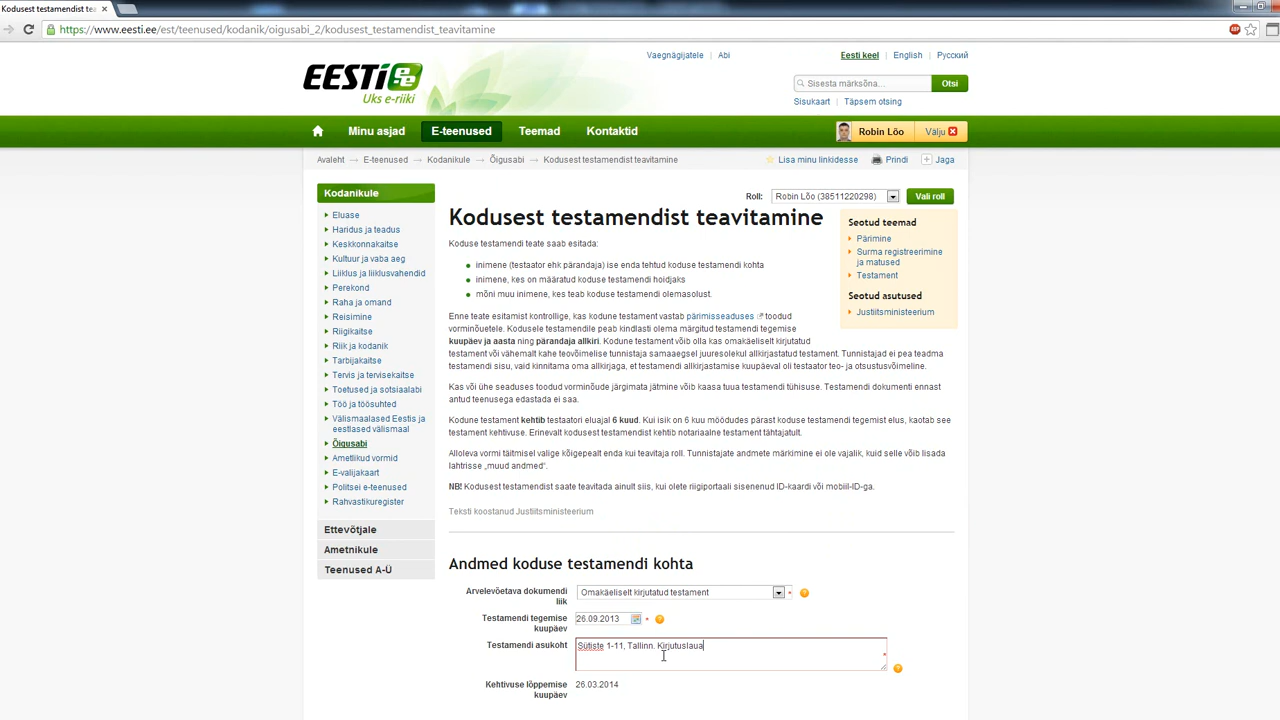 Kodusest testamendist teavitamine
https://www.eesti.ee/est/teenused/kodanik/oigusabi_2/kodusest_testamendist_teavitamine
Vaegnägijatele | Abi
Eesti keel | English | Русский
EESTI.ee
Uks e-riiki
Sisesta märksõna...
Otsi
Sisukaart | Täpsem otsing
Minu asjad
E-teenused
Teemad
Kontaktid
Robin Lõo
Välju
Avaleht → E-teenused → Kodanikule → Õigusabi → Kodusest testamendist teavitamine
Lisa minu linkidesse
Prindi
Jaga
Kodanikule
Eluase
Haridus ja teadus
Keskkonnakaitse
Kultuur ja vaba aeg
Liiklus ja liiklusvahendid
Perekond
Raha ja omand
Reisimine
Riigikaitse
Riik ja kodanik
Tarbijakaitse
Tervis ja tervisekaitse
Toetused ja sotsiaalabi
Töö ja töösuhted
Välismaalased Eestis ja
eestlased välismaal
Õigusabi
Ametlikud vormid
E-valijakaart
Politsei e-teenused
Rahvastikuregister
Ettevõtjale
Ametnikule
Teenused A-Ü
Roll: Robin Lõo (38511220298)
Vali roll
Kodusest testamendist teavitamine
Koduse testamendi teate saab esitada:
inimene (testaator ehk pärandaja) ise enda tehtud koduse testamendi kohta
inimene, kes on määratud koduse testamendi hoidjaks
mõni muu inimene, kes teab koduse testamendi olemasolust.
Enne teate esitamist kontrollige, kas kodune testament vastab pärimisseaduses toodud
vorminõuetele. Kodusele testamendile peab kindlasti olema märgitud testamendi tegemise
kuupäev ja aasta ning pärandaja allkiri. Kodune testament võib olla kas omakäeliselt kirjutatud
testament või vähemalt kahe teovõimelise tunnistaja samaaegsel juuresolekul allkirjastatud testament. Tunnistajad ei pea teadma
testamendi sisu, vaid kinnitama oma allkirjaga, et testamendi allkirjastamise kuupäeval oli testaator teo- ja otsustusvõimeline.
Kas või ühe seaduses toodud vorminõude järgimata jätmine võib kaasa tuua testamendi tühisuse. Testamendi dokumenti ennast
antud teenusega edastada ei saa.
Kodune testament kehtib testaatori eluajal 6 kuud. Kui isik on 6 kuu möödudes pärast koduse testamendi tegemist elus, kaotab see
testament kehtivuse. Erinevalt kodusest testamendist kehtib notariaalne testament tähtajatult.
Alloleva vormi täitmisel valige kõigepealt enda kui teavitaja roll. Tunnistajate andmete märkimine ei ole vajalik, kuid selle võib lisada
lahtrisse „muud andmed“.
NB! Kodusest testamendist saate teavitada ainult siis, kui olete riigiportaali sisenenud ID-kaardi või mobiil-ID-ga.
Teksti koostanud Justiitsministeerium
Seotud teemad
Pärimine
Surma registreerimine
ja matused
Testament
Seotud asutused
Justiitsministeerium
Andmed koduse testamendi kohta
Arvelevõetava dokumendi
liik
Omakäeliselt kirjutatud testament
*
Testamendi tegemise
kuupäev
26.09.2013
*
Testamendi asukoht
Sütiste 1-11, Tallinn. Kirjutuslaua
*
Kehtivuse lõppemise
kuupäev
26.03.2014